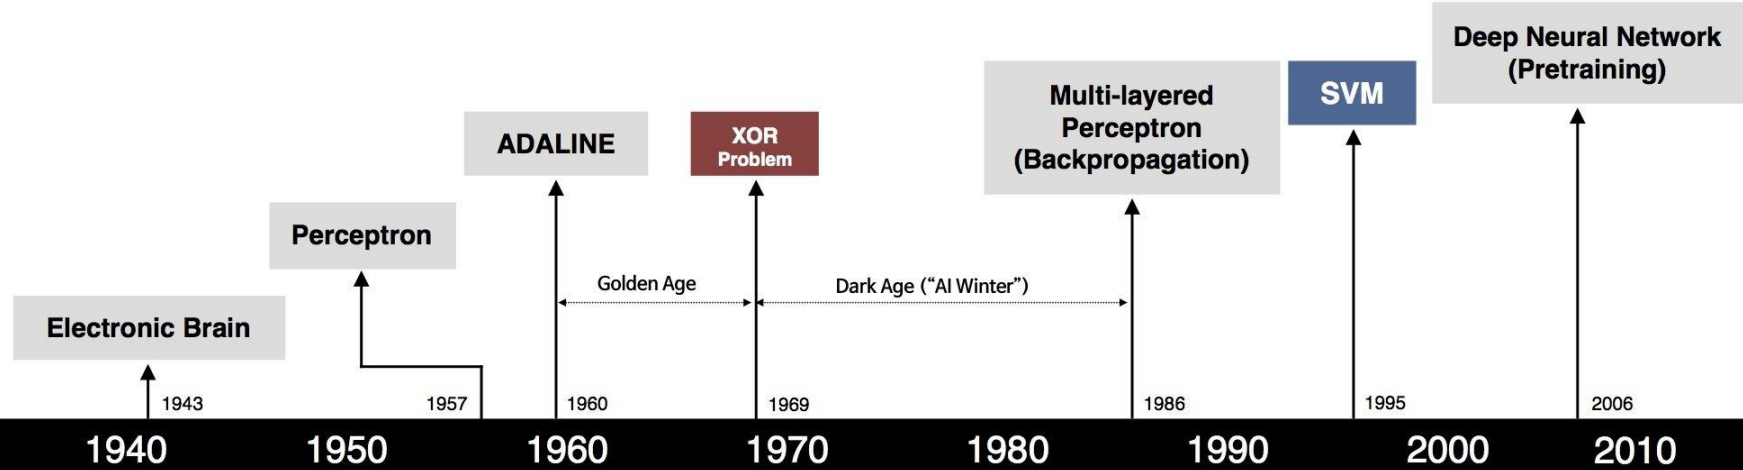 Deep Neural Network
(Pretraining)
Multi-layered
Perceptron
(Backpropagation)
SVM
ADALINE
XOR
Problem
Perceptron
Golden Age
Dark Age (“AI Winter”)
Electronic Brain
1943
1957
1960
1969
1986
1995
2006
1940
1950
1960
1970
1980
1990
2000
2010